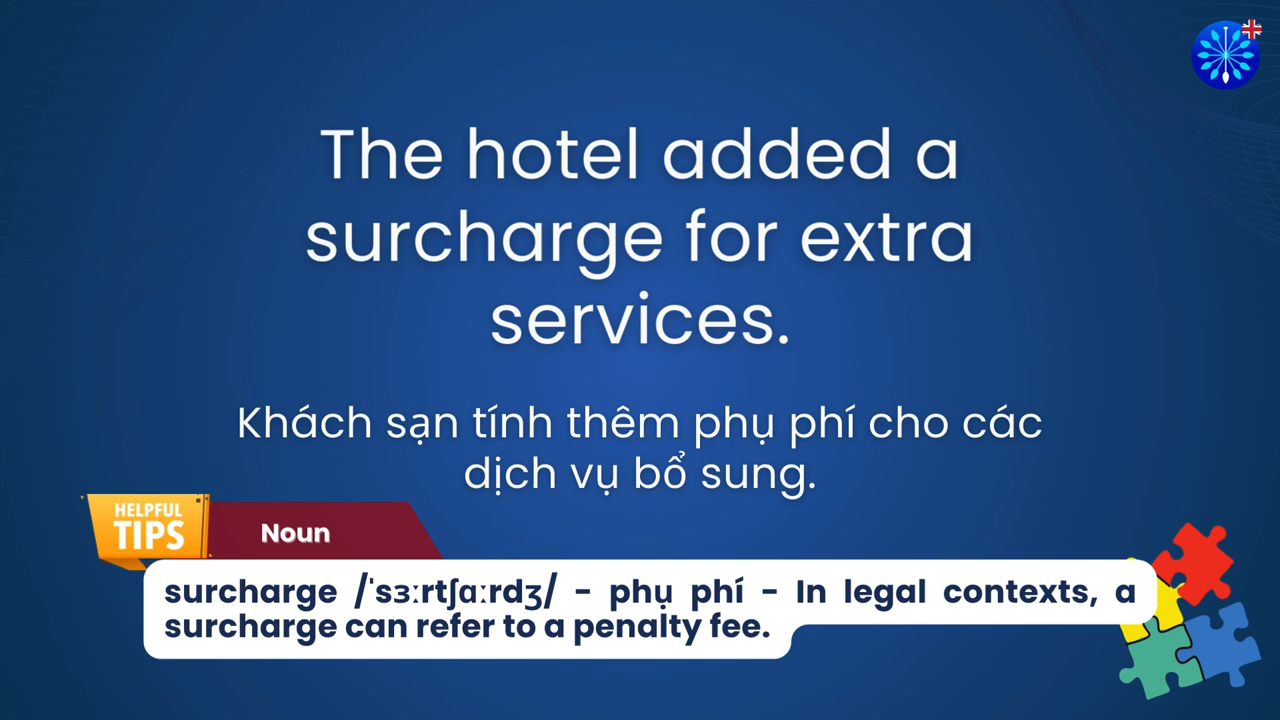 The hotel added a
surcharge for extra
services.
Khách sạn tính thêm phụ phí cho các
dịch vụ bổ sung.
HELPFUL
TIPS
Noun
surcharge /ˈsɜːrtʃɑːrdʒ/ - phụ phí - In legal contexts, a
surcharge can refer to a penalty fee.